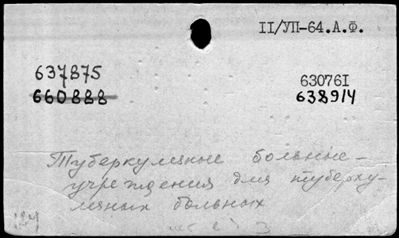 II/УП-64.А.Ф.
637875
660888
630761
638914
Туберкулезные больные –
учреждения для туберку-
лезных больных